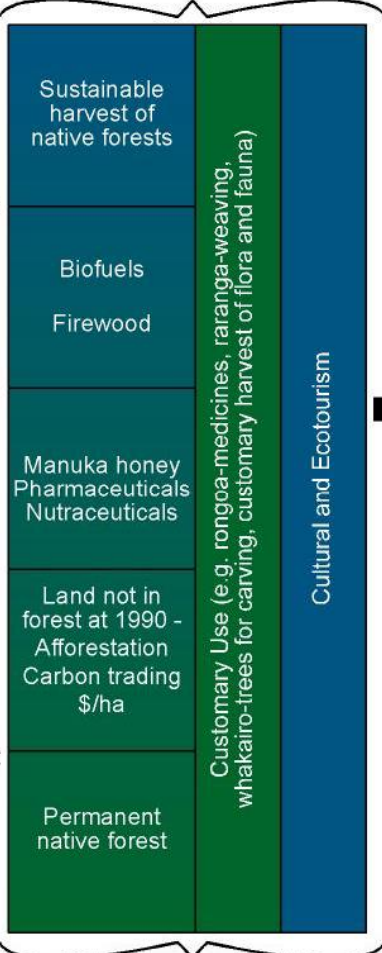 Sustainable
harvest of
native forests
Biofuels
Firewood
Manuka honey
Pharmaceuticals
Nutraceuticals
Land not in
forest at 1990 -
Afforestation
Carbon trading
$/ha
Permanent
native forest
Customary Use (e.g. rongoa-medicines, raranga-weaving,
whakairo-trees for carving, customary harvest of flora and fauna)
Cultural and Ecotourism